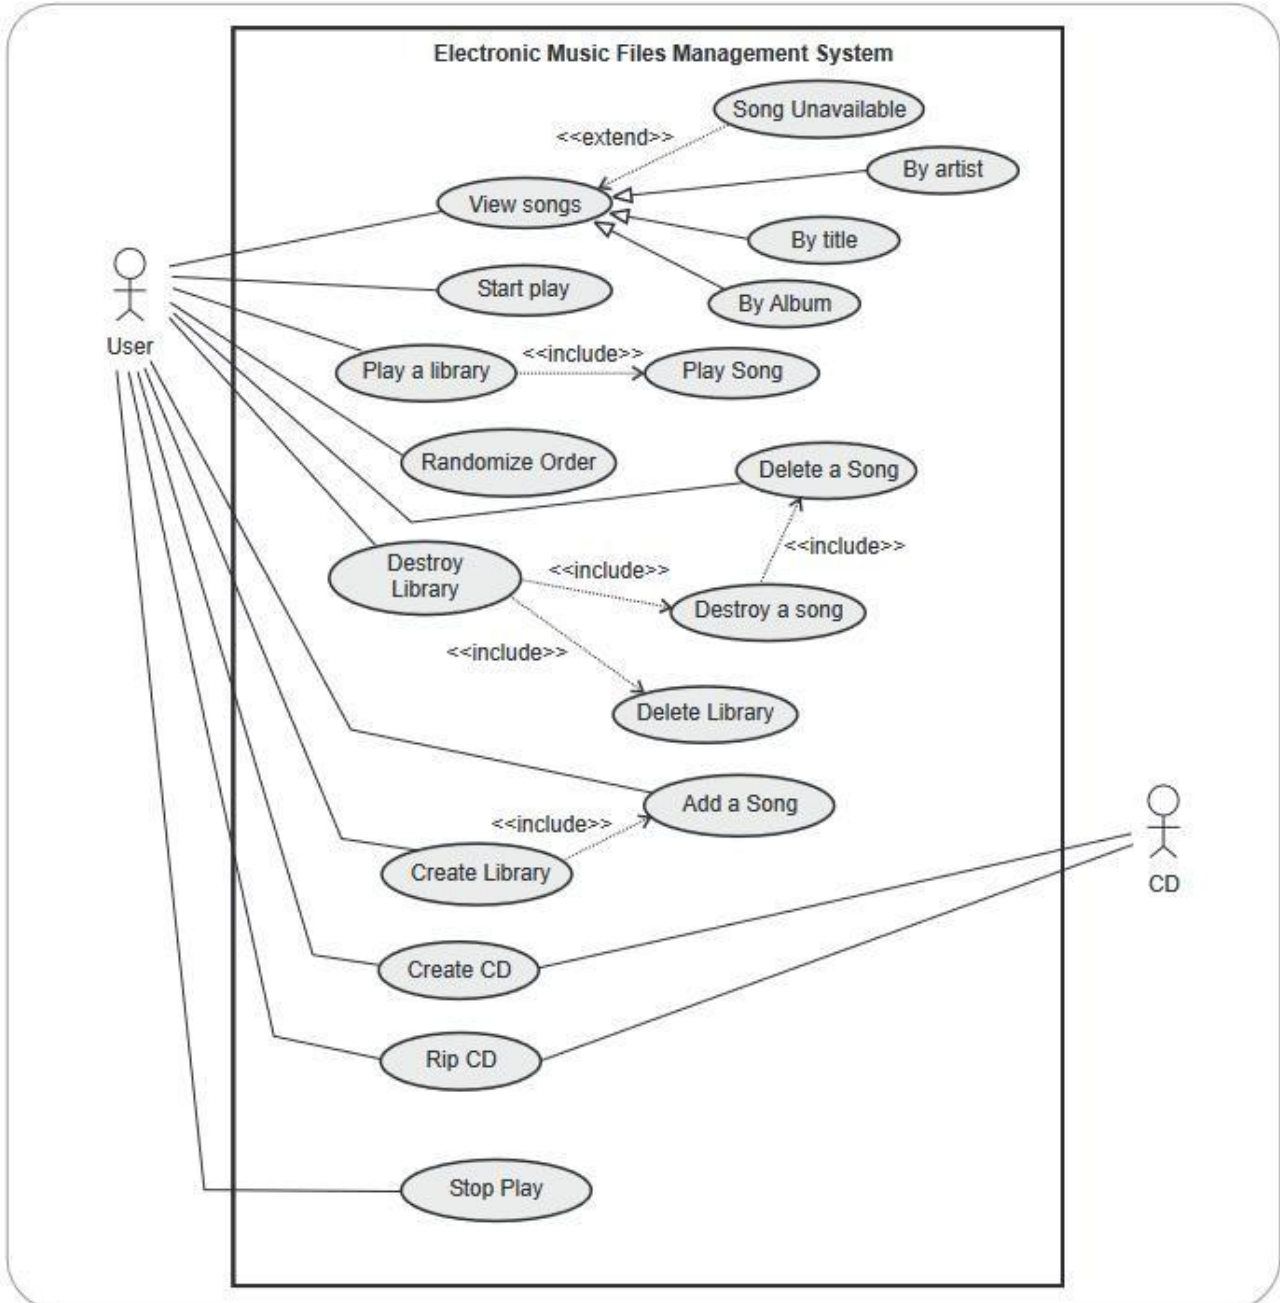 Electronic Music Files Management System
Song Unavailable
<<extend>>
By artist
View songs
By title
Start play
By Album
User
<<include>>
Play a library
Play Song
Randomize Order
Delete a Song
<<include>>
Destroy
Library
<<include>>
Destroy a song
<<include>>
Delete Library
Add a Song
<<include>>
Create Library
CD
Create CD
Rip CD
Stop Play